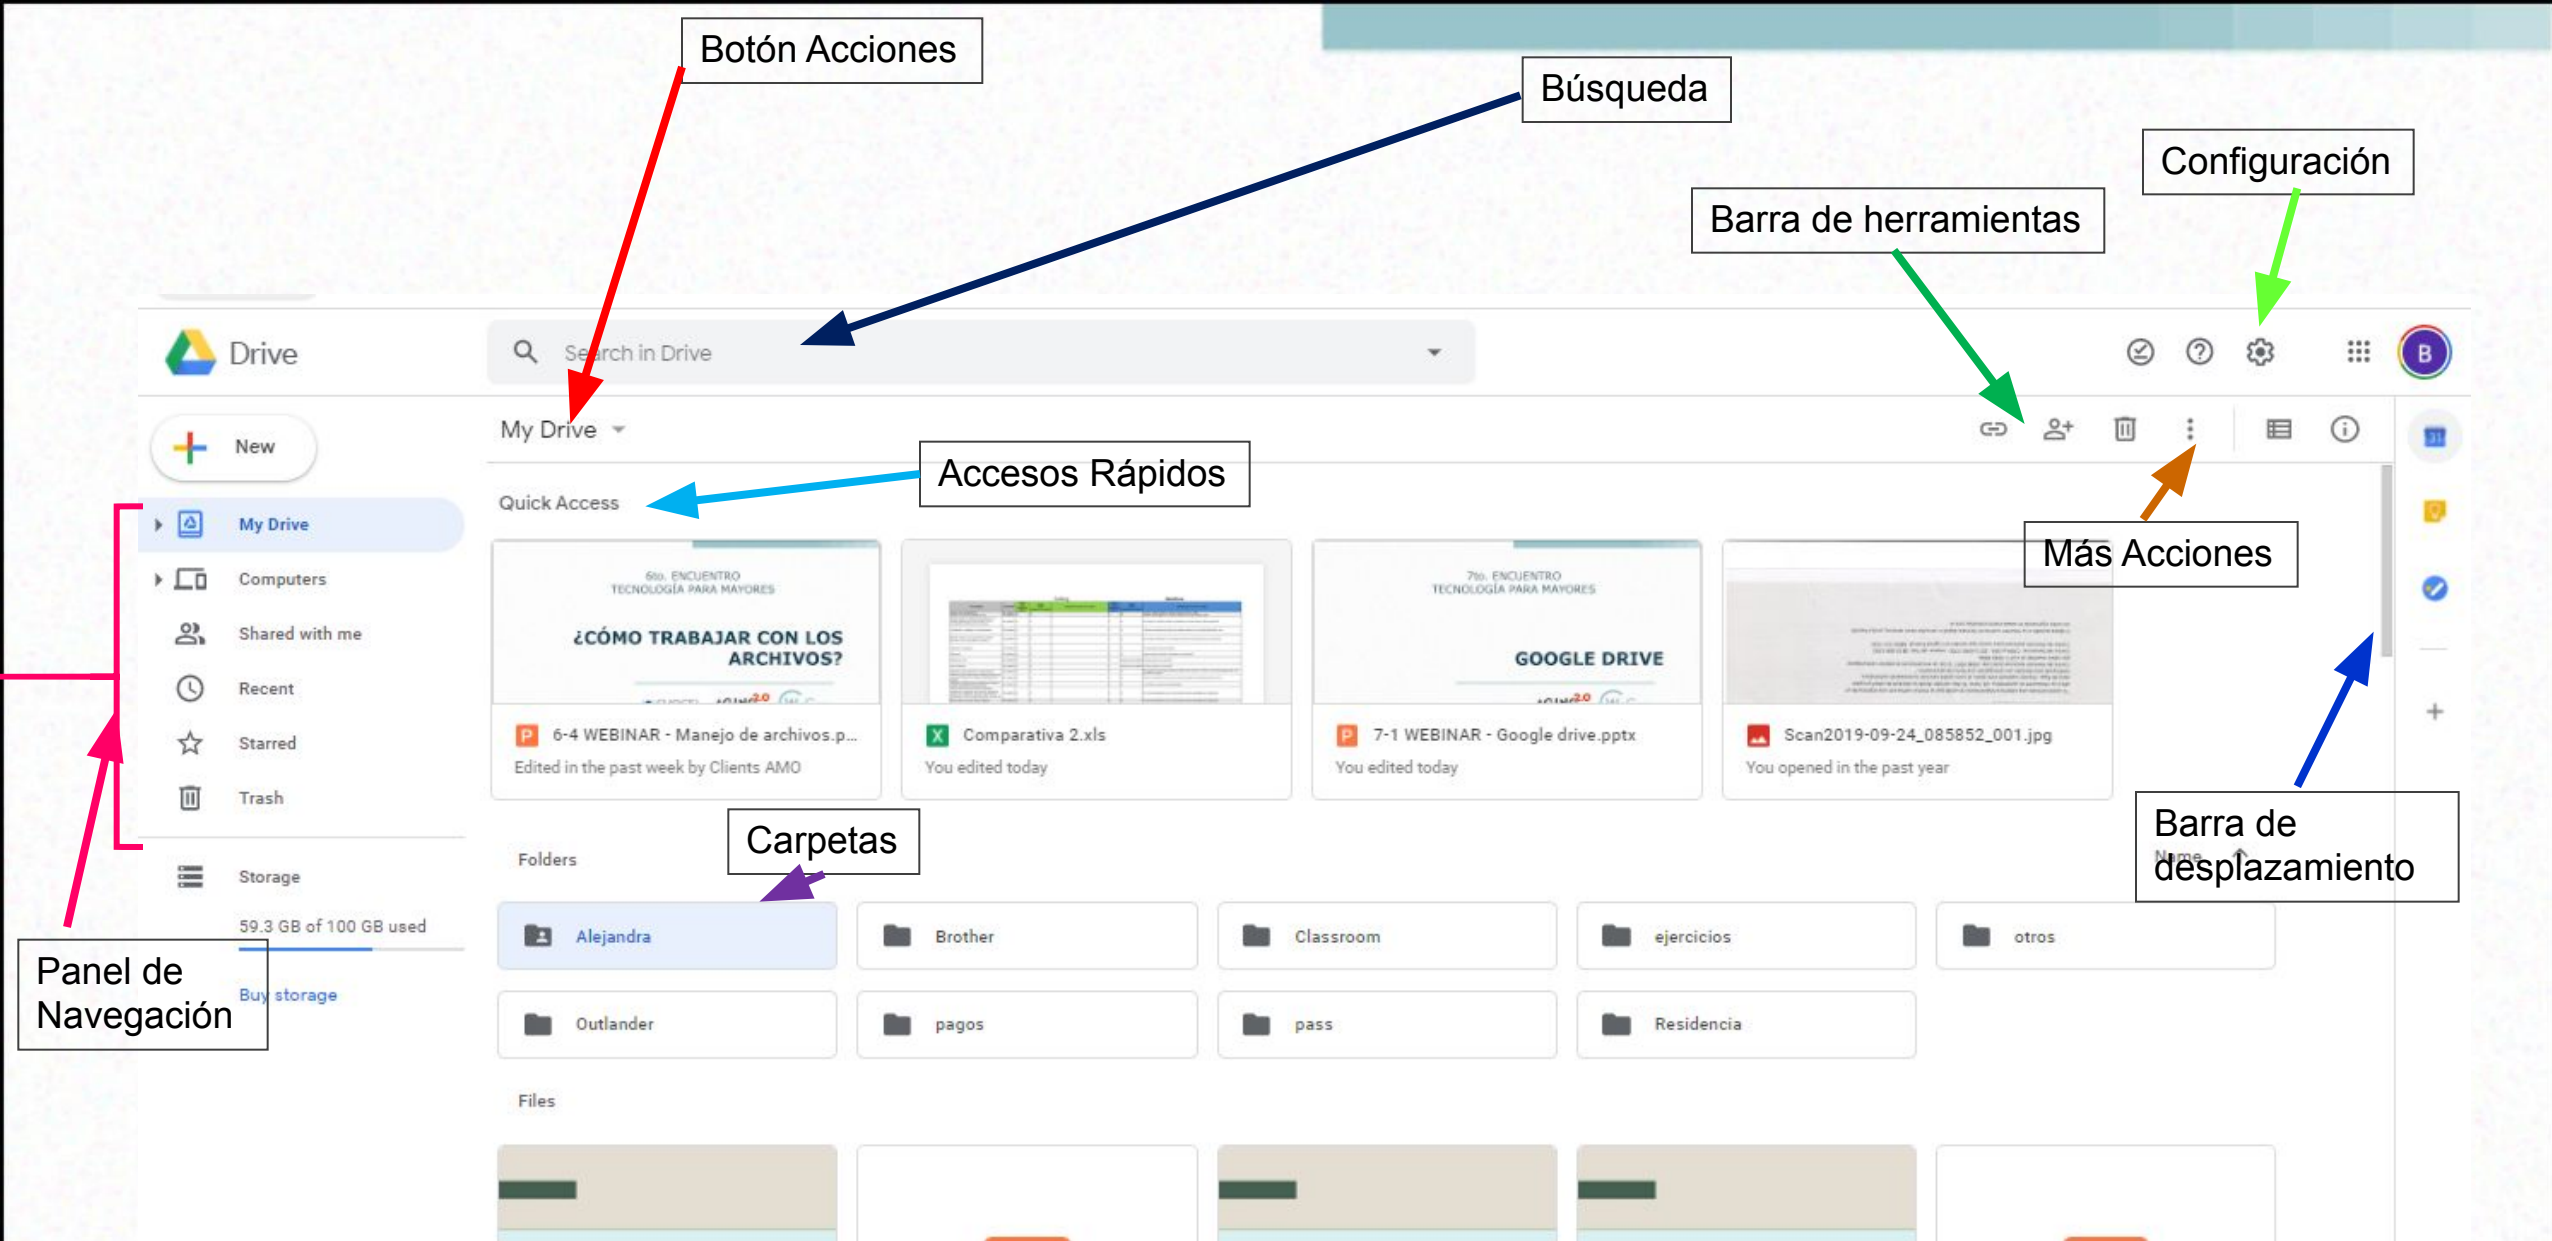 Botón Acciones
Búsqueda
Configuración
Barra de herramientas
Drive
Search in Drive
B
New
My Drive
Accesos Rápidos
Quick Access
Más Acciones
31
My Drive
Computers
Shared with me
Recent
Starred
Trash
Storage
59.3 GB of 100 GB used
Buy storage
Panel de
Navegación
6to. ENCUENTRO
TECNOLOGÍA PARA MAYORES
¿CÓMO TRABAJAR CON LOS
ARCHIVOS?
P 6-4 WEBINAR - Manejo de archivos.p...
Edited in the past week by Clients AMO
X Comparativa 2.xls
You edited today
7to. ENCUENTRO
TECNOLOGÍA PARA MAYORES
GOOGLE DRIVE
P 7-1 WEBINAR - Google drive.pptx
You edited today
Scan2019-09-24_085852_001.jpg
You opened in the past year
Barra de
desplazamiento
Name
Carpetas
Folders
Alejandra
Brother
Classroom
ejercicios
otros
Outlander
pagos
pass
Residencia
Files